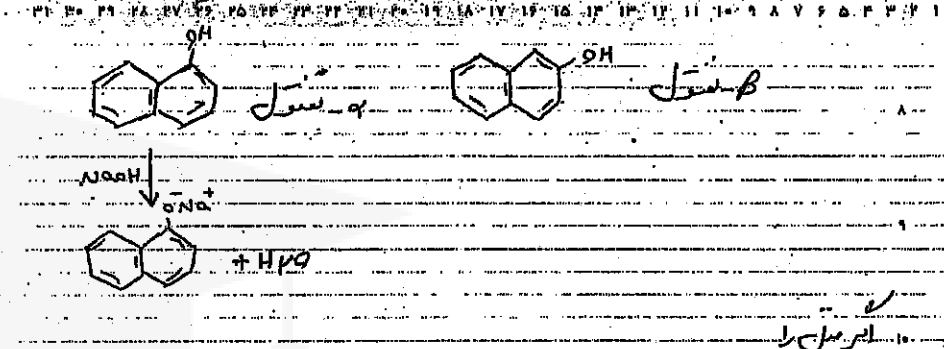 ۳۱ ۳۰ ۲۹ ۲۸ ۲۷ ۲۶ ۲۵ ۲۴ ۲۳ ۲۲ ۲۱ ۲۰ ۱۹ ۱۸ ۱۷ ۱۶ ۱۵ ۱۴ ۱۳ ۱۲ ۱۱ ۱۰ ۹ ۸ ۷ ۶ ۵ ۴ ۳ ۲ ۱
OH
OH
α-نفتل
β-نفتل
۸
NaOH
O⁻Na⁺
۹
+ H₂O
۱۰
را